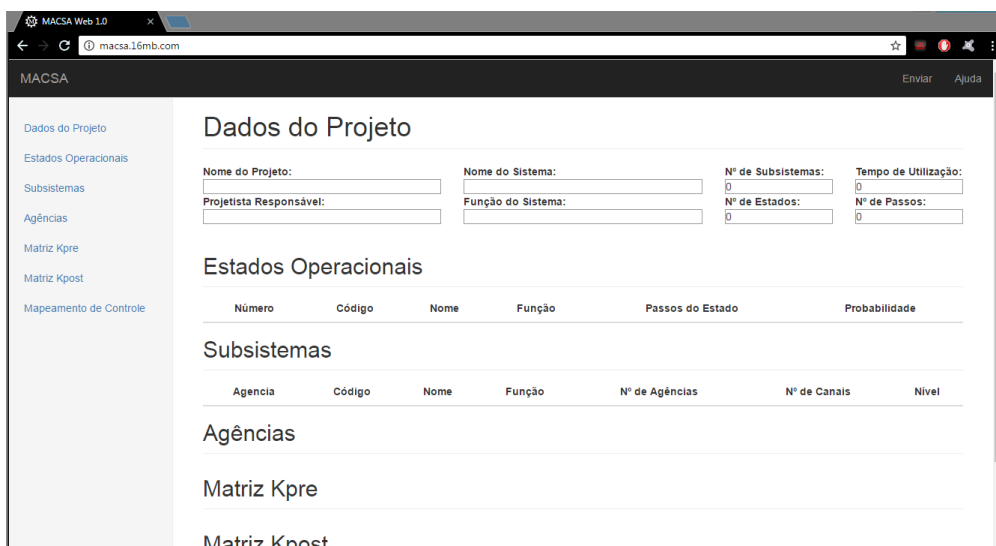 MACSA Web 1.0
macsa.16mb.com
MACSA Enviar Ajuda
Dados do Projeto
Estados Operacionais
Subsistemas
Agências
Matriz Kpre
Matriz Kpost
Mapeamento de Controle
Dados do Projeto
Nome do Projeto: Nome do Sistema: Nº de Subsistemas: Tempo de Utilização:
0 0
Projetista Responsável: Função do Sistema: Nº de Estados: Nº de Passos:
0 0
Estados Operacionais
Número Código Nome Função Passos do Estado Probabilidade
Subsistemas
Agencia Código Nome Função Nº de Agências Nº de Canais Nível
Agências
Matriz Kpre
Matriz Kpost